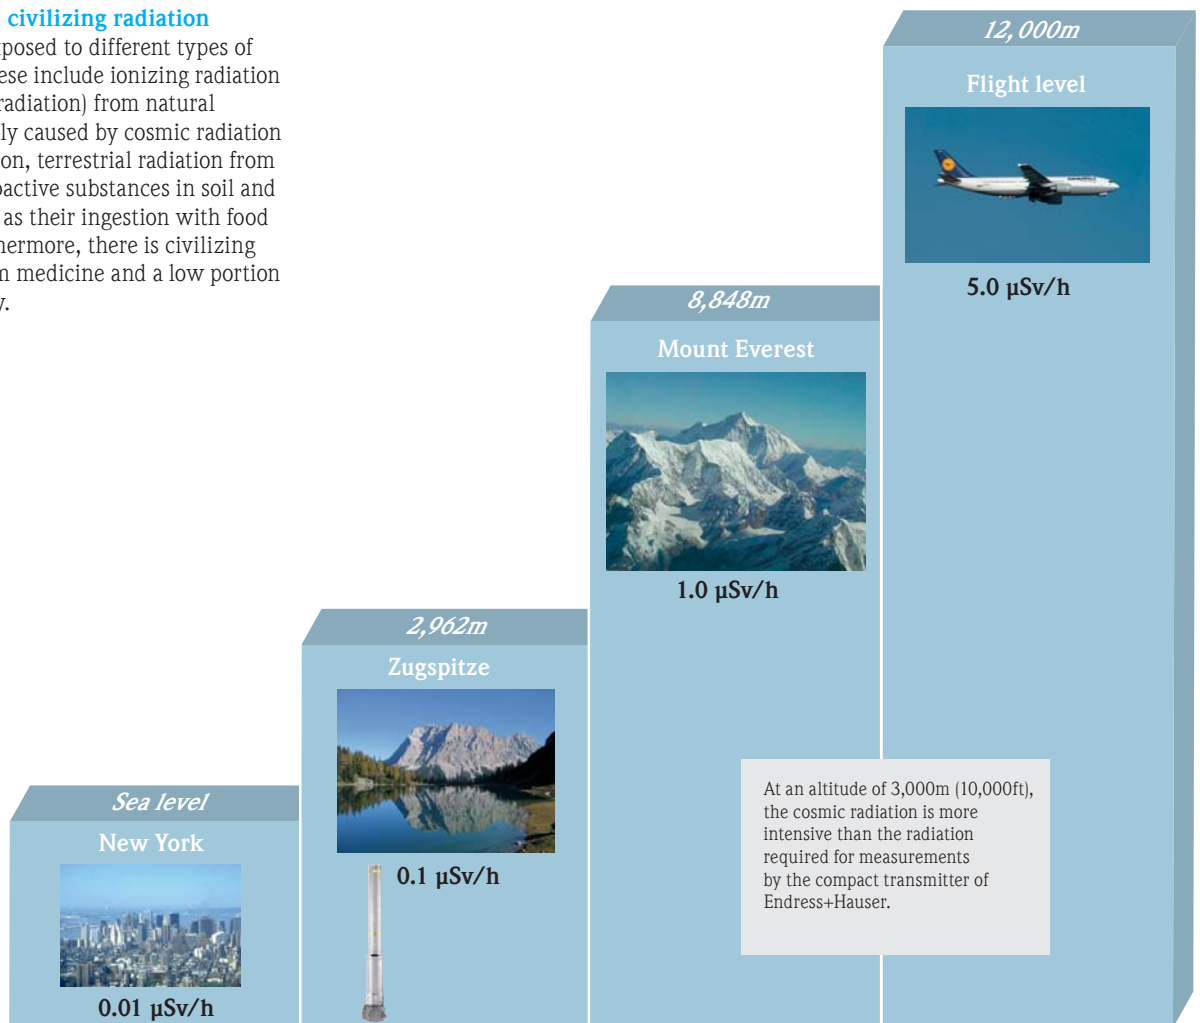 civilizing radiation
posed to different types of
ese include ionizing radiation
radiation) from natural
ly caused by cosmic radiation
on, terrestrial radiation from
oactive substances in soil and
as their ingestion with food
hermore, there is civilizing
m medicine and a low portion
y.
12,000m
Flight level
5.0 µSv/h
8,848m
Mount Everest
1.0 µSv/h
2,962m
Zugspitze
0.1 µSv/h
Sea level
New York
0.01 µSv/h
At an altitude of 3,000m (10,000ft),
the cosmic radiation is more
intensive than the radiation
required for measurements
by the compact transmitter of
Endress+Hauser.